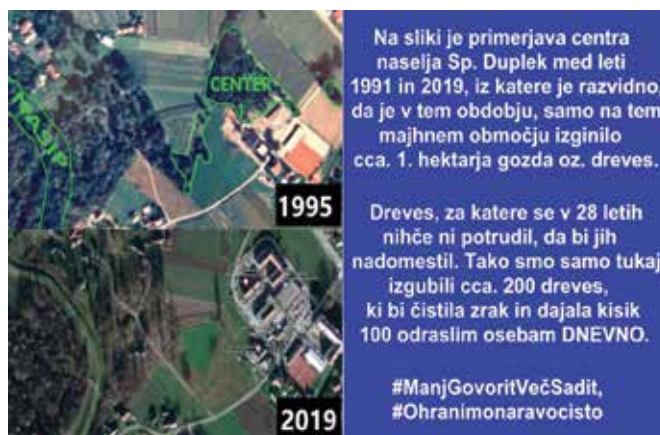 CENTER
NASIP
1995
2019
Na sliki je primerjava centra
naselja Sp. Duplek med leti
1991 in 2019, iz katere je razvidno,
da je v tem obdobju, samo na tem
majhnem območju izginilo
cca. 1. hektarja gozda oz. dreves.
Dreves, za katere se v 28 letih
nihče ni potrudil, da bi jih
nadomestil. Tako smo samo tukaj
izgubili cca. 200 dreves,
ki bi čistila zrak in dajala kisik
100 odraslim osebam DNEVNO.
#ManjGovoritVečSadit,
#Ohranimonaravocisto